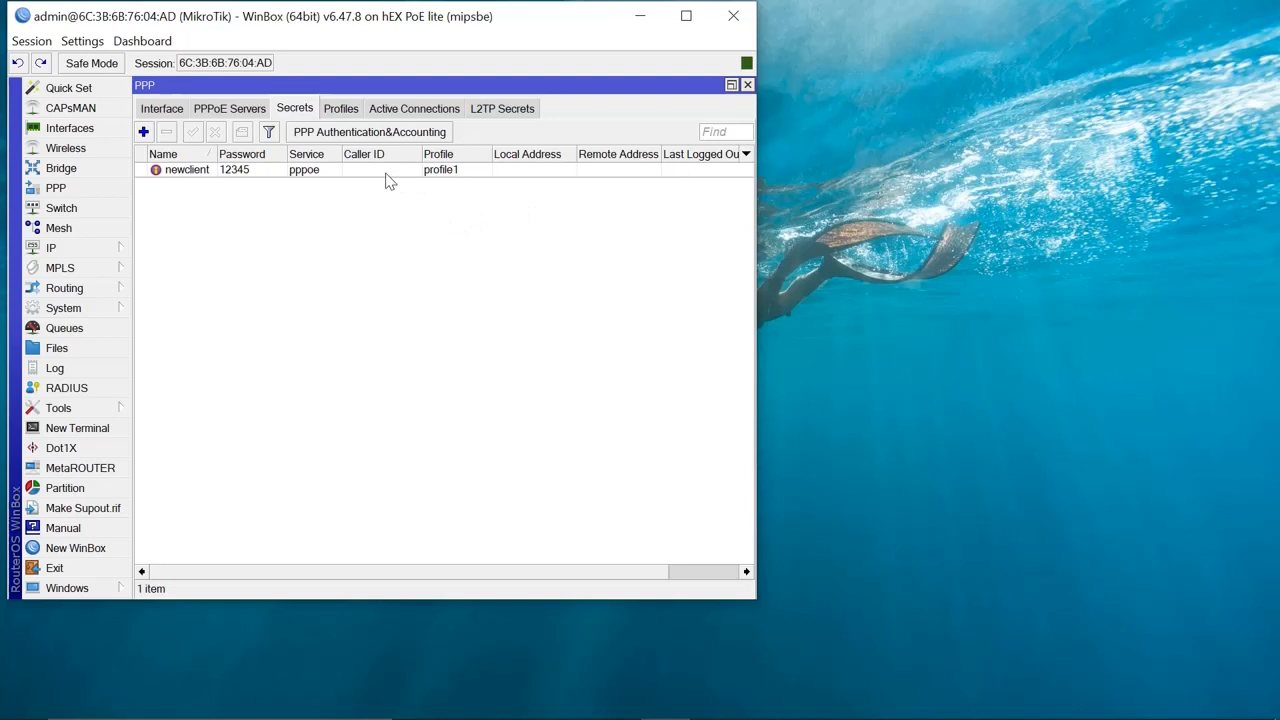 admin@6C:3B:6B:76:04:AD (MikroTik) - WinBox (64bit) v6.47.8 on hEX PoE lite (mipsbe)
Session Settings Dashboard
Safe Mode Session: 6C:3B:6B:76:04:AD
PPP
Interface PPPoE Servers Secrets Profiles Active Connections L2TP Secrets
PPP Authentication&Accounting Find
Name Password Service Caller ID Profile Local Address Remote Address Last Logged Ou
newclient 12345 pppoe profile1
Quick Set
CAPsMAN
Interfaces
Wireless
Bridge
PPP
Switch
Mesh
IP
MPLS
Routing
System
Queues
Files
Log
RADIUS
Tools
New Terminal
Dot1X
MetaROUTER
Partition
Make Supout.rif
Manual
New WinBox
Exit
Windows
RouterOS WinBox
1 item